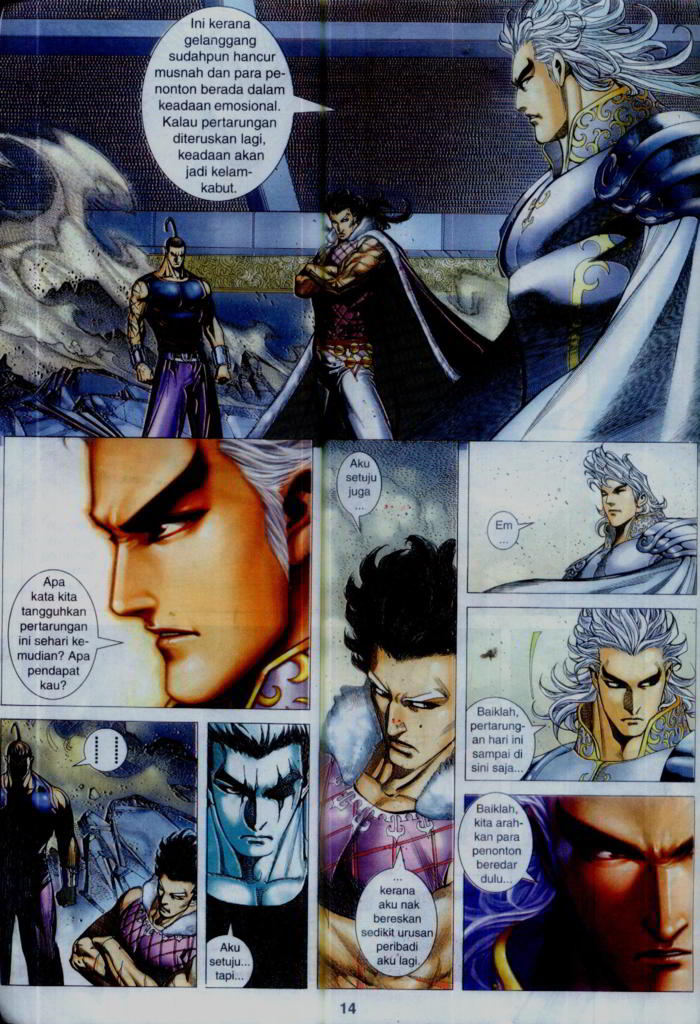 Ini kerana
gelanggang
sudahpun hancur
musnah dan para pe-
nonton berada dalam
keadaan emosional.
Kalau pertarungan
diteruskan lagi,
keadaan akan
jadi kelam-
kabut.
Apa
kata kita
tangguhkan
pertarungan
ini sehari ke-
mudian? Apa
pendapat
kau?
!!
Aku
setuju...
tapi...
Aku
setuju
juga
...
...
kerana
aku nak
bereskan
sedikit urusan
peribadi
aku lagi.
Em
...
Baiklah,
pertarung-
an hari ini
sampai di
sini saja...
Baiklah,
kita arah-
kan para
penonton
beredar
dulu...
14